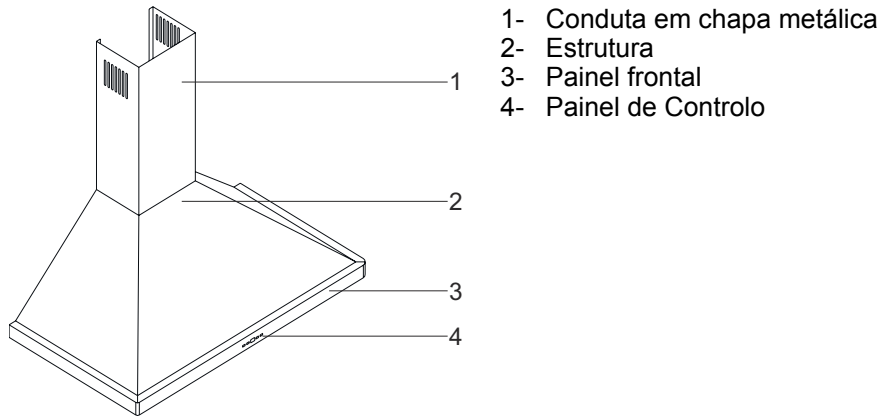 1- Conduta em chapa metálica
2- Estrutura
3- Painel frontal
4- Painel de Controlo
1
2
3
4